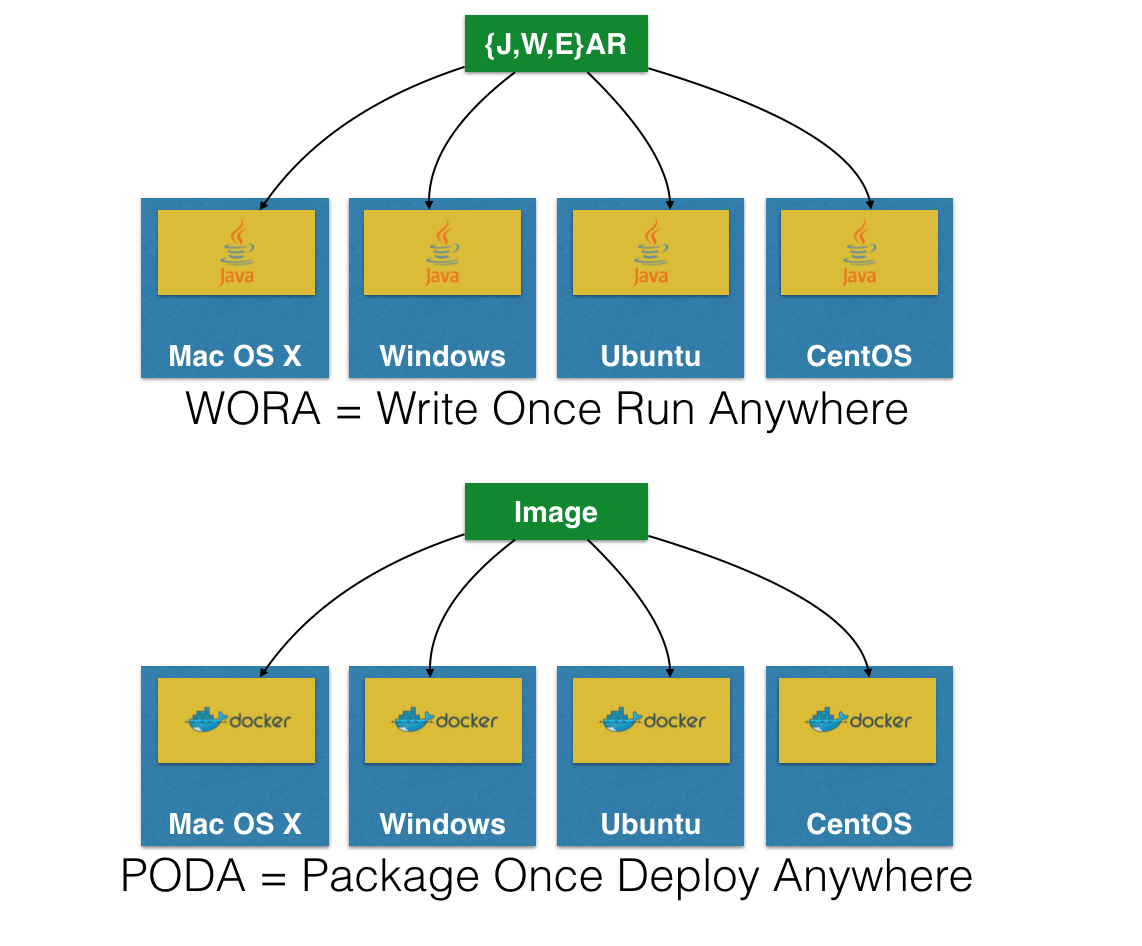 {J,W,E}AR
Java Java Java Java
Mac OS X Windows Ubuntu CentOS
WORA = Write Once Run Anywhere
Image
docker docker docker docker
Mac OS X Windows Ubuntu CentOS
PODA = Package Once Deploy Anywhere